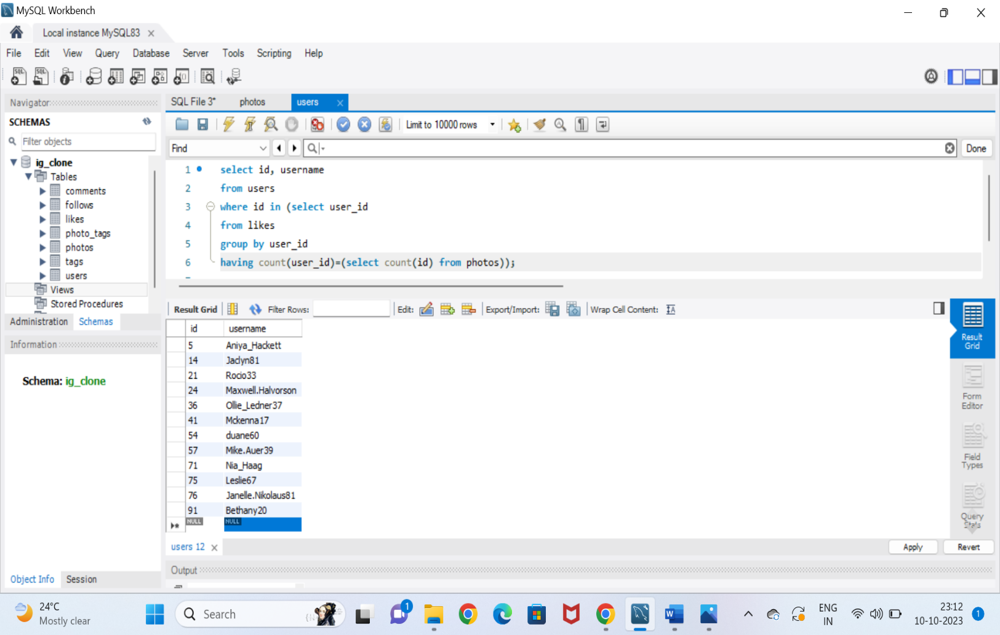 MySQL Workbench
Local instance MySQL83
File Edit View Query Database Server Tools Scripting Help
SQL SQL
Navigator
SQL File 3* photos users
SCHEMAS
Limit to 10000 rows
Filter objects
Find
Done
ig_clone
Tables
comments
follows
likes
photo_tags
photos
tags
users
Views
Stored Procedures
Administration Schemas
Information
Schema: ig_clone
Object Info Session
1 select id, username
2 from users
3 where id in (select user_id
4 from likes
5 group by user_id
6 having count(user_id)=(select count(id) from photos));
Result Grid Filter Rows: Edit: Export/Import: Wrap Cell Content:
id username
5 Aniya_Hackett
14 Jaclyn81
21 Rocio33
24 Maxwell.Halvorson
36 Ollie_Ledner37
41 Mckenna17
54 duane60
57 Mike.Auer39
71 Nia_Haag
75 Leslie67
76 Janelle.Nikolaus81
91 Bethany20
NULL NULL
Result
Grid
Form
Editor
Field
Types
Query
Stats
users 12
Apply Revert
Output
24°C
Mostly clear
Search
1
ENG
IN
23:12
10-10-2023
1